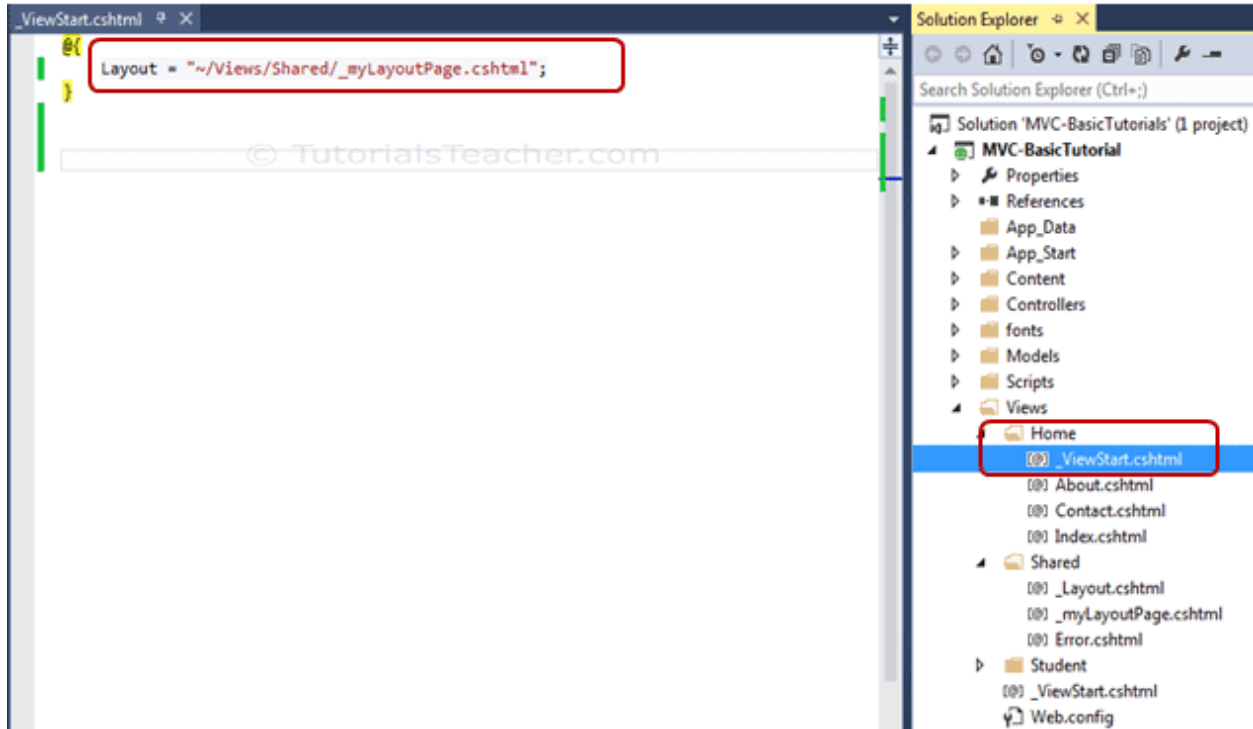 _ViewStart.cshtml
@{
Layout = "~/Views/Shared/_myLayoutPage.cshtml";
}
© TutorialsTeacher.com
Solution Explorer
Search Solution Explorer (Ctrl+;)
Solution 'MVC-BasicTutorials' (1 project)
MVC-BasicTutorial
Properties
References
App_Data
App_Start
Content
Controllers
fonts
Models
Scripts
Views
Home
_ViewStart.cshtml
About.cshtml
Contact.cshtml
Index.cshtml
Shared
_Layout.cshtml
_myLayoutPage.cshtml
Error.cshtml
Student
_ViewStart.cshtml
Web.config